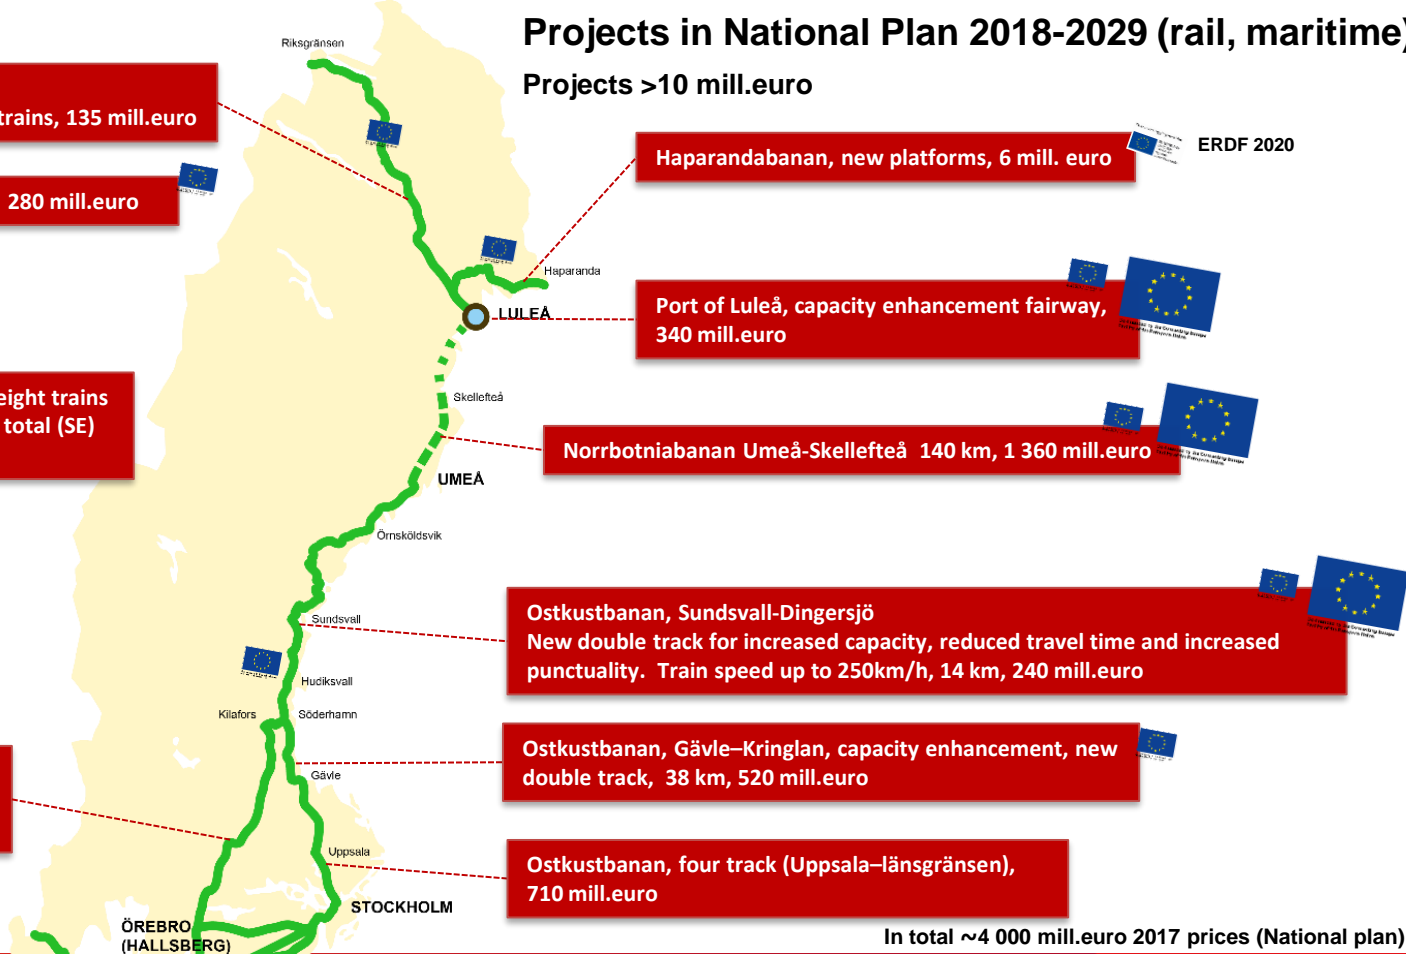 Projects in National Plan 2018-2029 (rail, maritime)
Projects >10 mill.euro
Riksgränsen
trains, 135 mill.euro
280 mill.euro
Haparandabanan, new platforms, 6 mill. euro
ERDF 2020
Haparanda
LULEÅ
Port of Luleå, capacity enhancement fairway,
340 mill.euro
eight trains
total (SE)
Skellefteå
Norrbotniabanan Umeå-Skellefteå 140 km, 1 360 mill.euro
UMEÅ
Örnsköldsvik
Ostkustbanan, Sundsvall-Dingersjö
New double track for increased capacity, reduced travel time and increased
punctuality. Train speed up to 250km/h, 14 km, 240 mill.euro
Sundsvall
Hudiksvall
Kilafors
Söderhamn
Ostkustbanan, Gävle–Kringlan, capacity enhancement, new
double track, 38 km, 520 mill.euro
Gävle
Uppsala
Ostkustbanan, four track (Uppsala–länsgränsen),
710 mill.euro
STOCKHOLM
ÖREBRO
(HALLSBERG)
In total ~4 000 mill.euro 2017 prices (National plan)